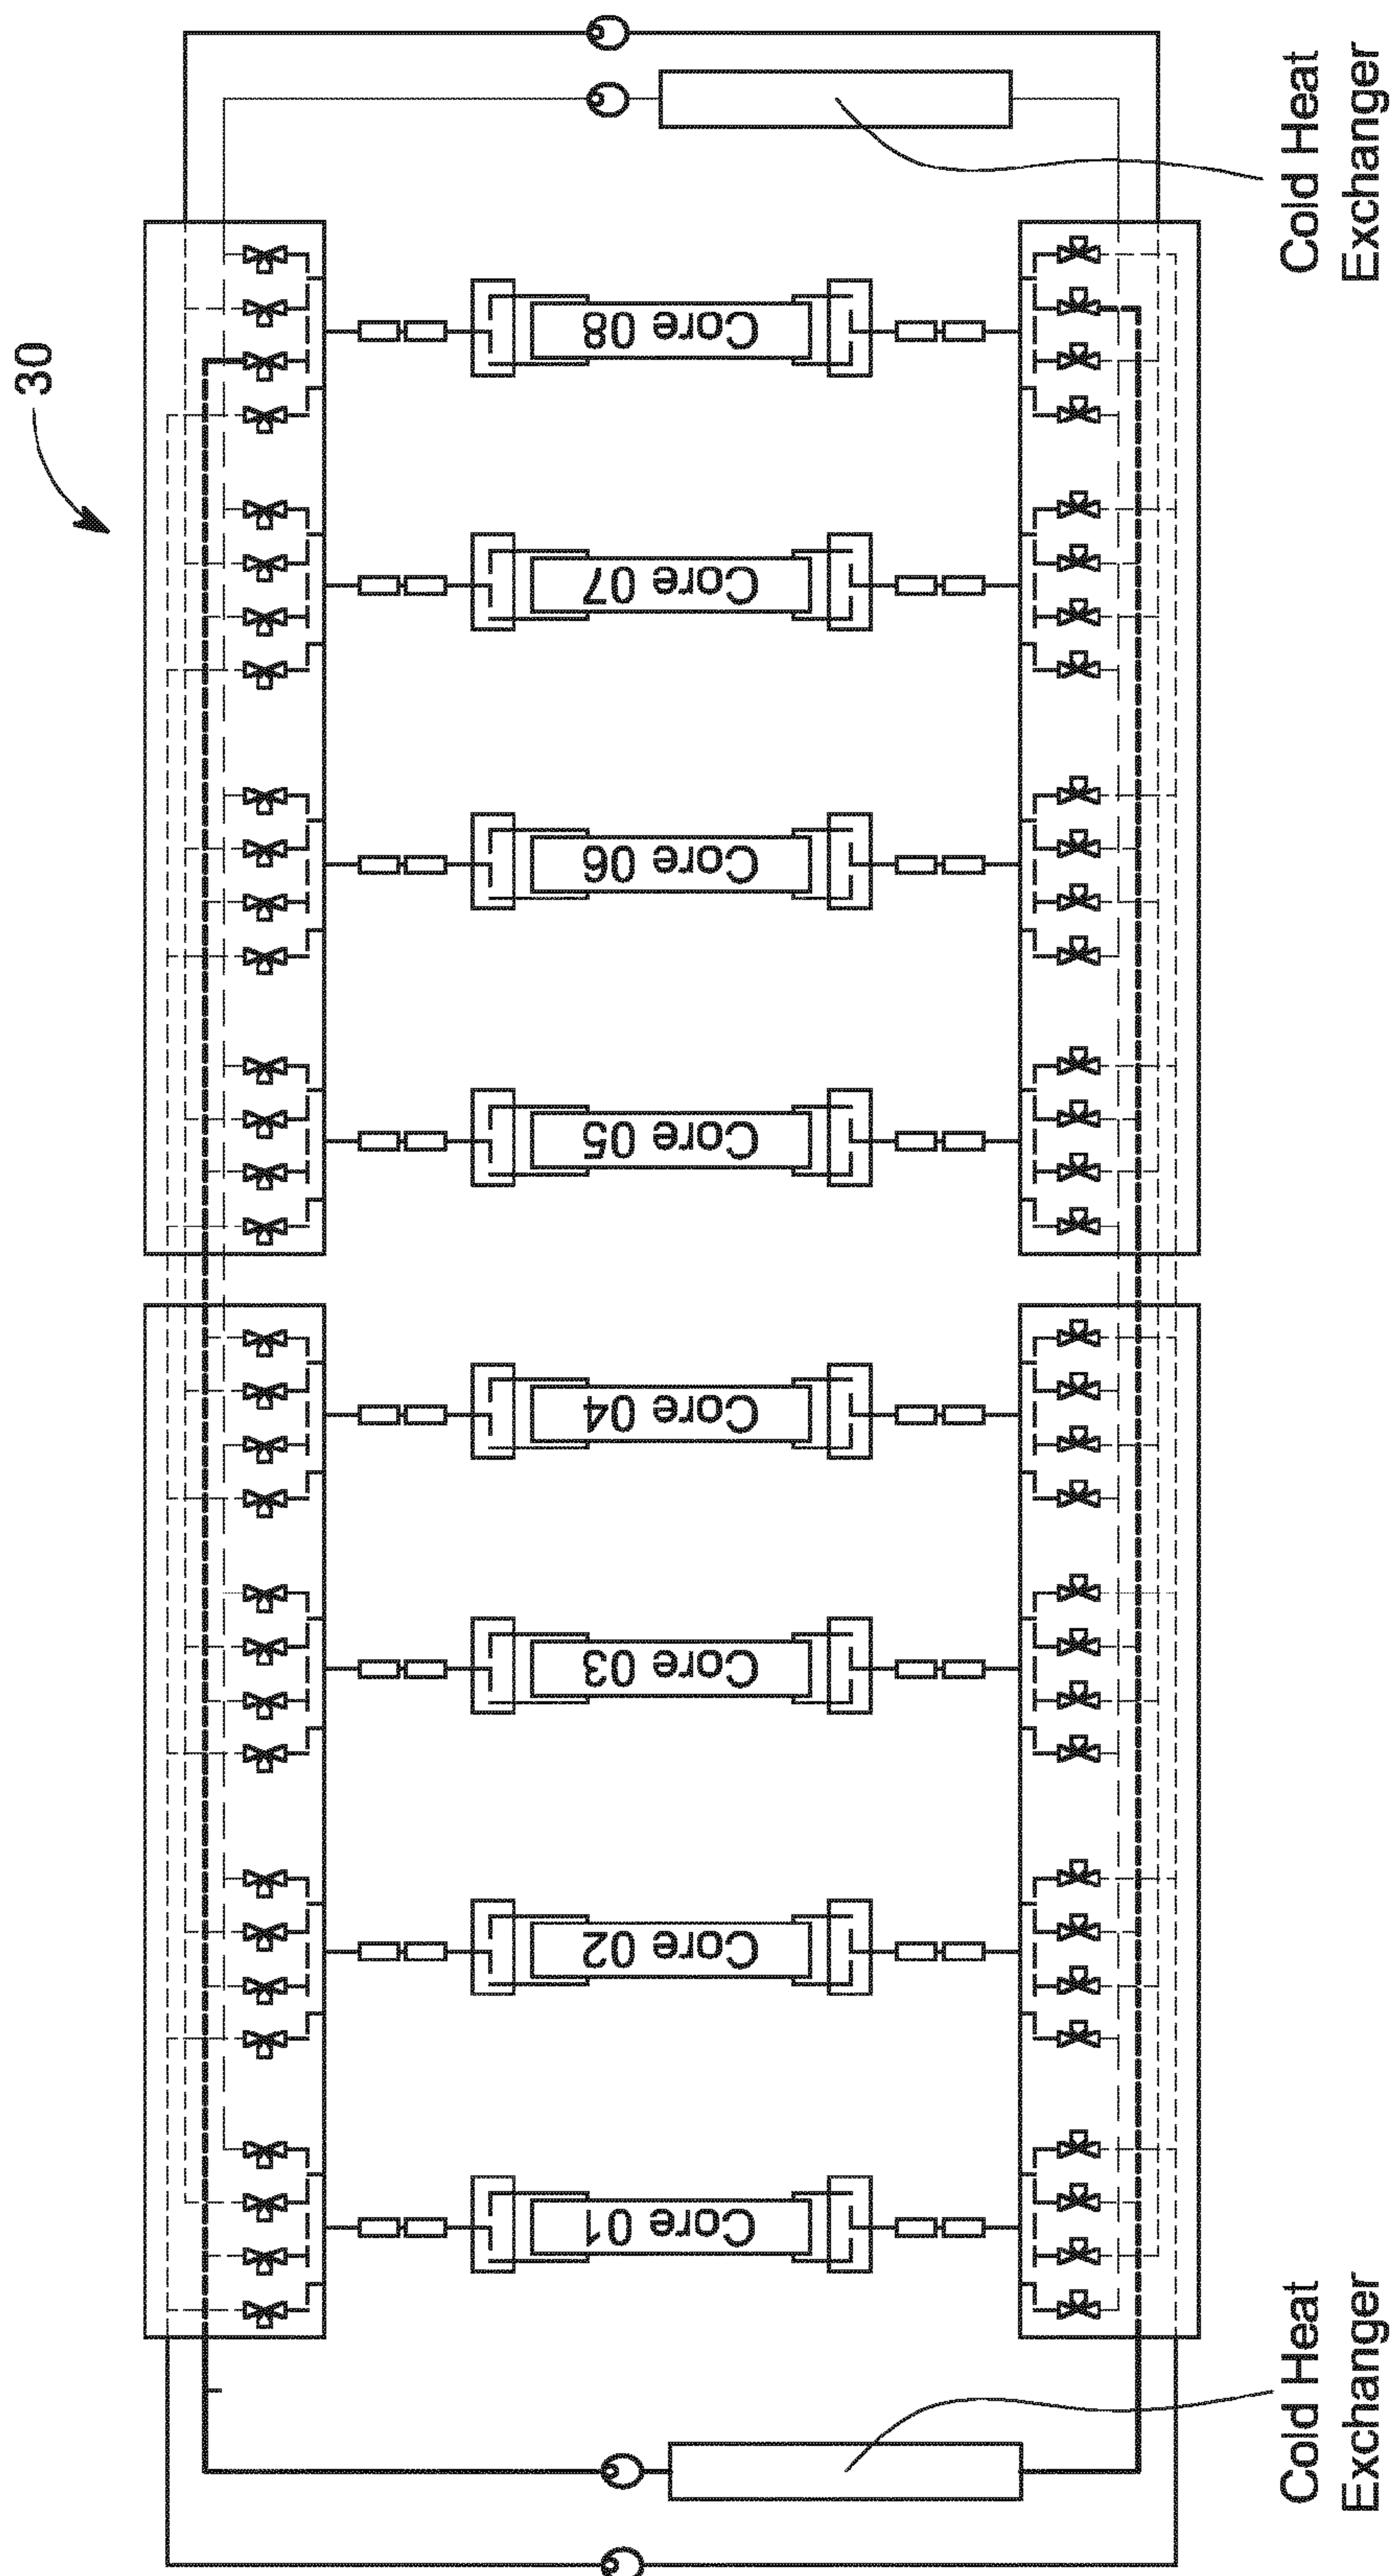 30
Core 08
Core 07
Core 06
Core 05
Core 04
Core 03
Core 02
Core 01
Cold Heat
Exchanger
Cold Heat
Exchanger